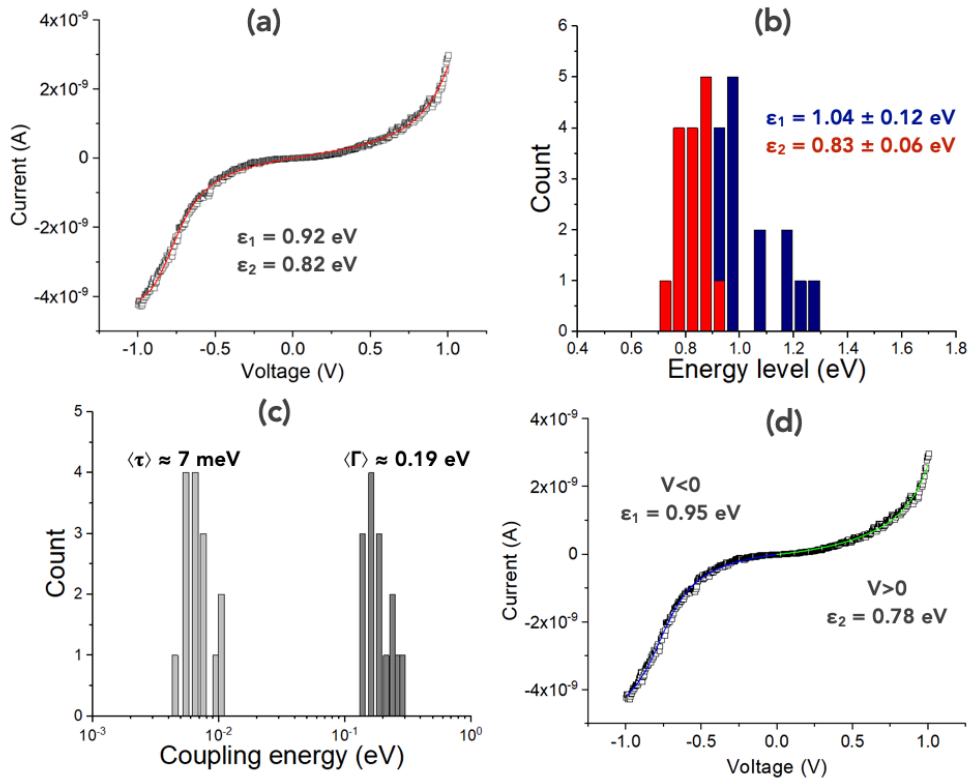 (a)
4x10⁻⁹
2x10⁻⁹
0
-2x10⁻⁹
-4x10⁻⁹
Current (A)
ε₁ = 0.92 eV
ε₂ = 0.82 eV
-1.0 -0.5 0.0 0.5 1.0
Voltage (V)
(b)
6
5
4
3
2
1
0
Count
ε₁ = 1.04 ± 0.12 eV
ε₂ = 0.83 ± 0.06 eV
0.4 0.6 0.8 1.0 1.2 1.4 1.6 1.8
Energy level (eV)
(c)
5
4
3
2
1
0
Count
⟨τ⟩ ≈ 7 meV
⟨Γ⟩ ≈ 0.19 eV
10⁻³ 10⁻² 10⁻¹ 10⁰
Coupling energy (eV)
(d)
4x10⁻⁹
2x10⁻⁹
0
-2x10⁻⁹
-4x10⁻⁹
Current (A)
V<0
ε₁ = 0.95 eV
V>0
ε₂ = 0.78 eV
-1.0 -0.5 0.0 0.5 1.0
Voltage (V)